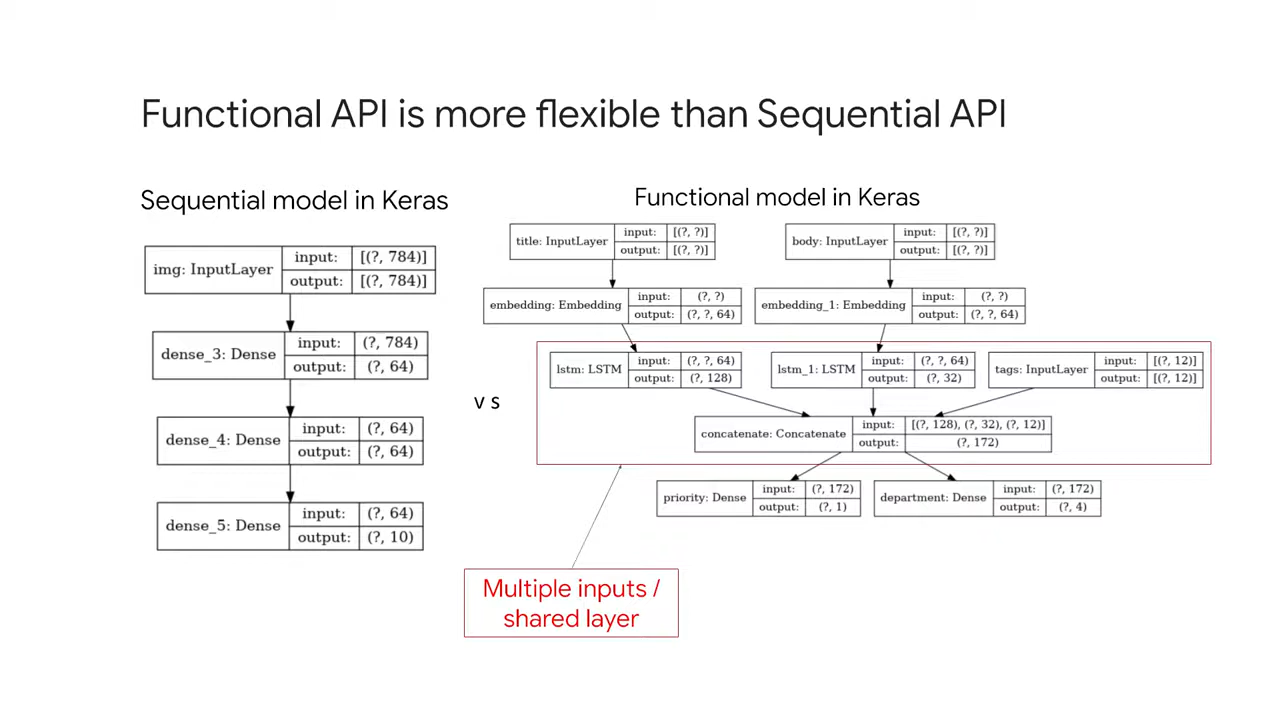 Functional API is more flexible than Sequential API
Sequential model in Keras
img: InputLayer
input: [(?, 784)]
output: [(?, 784)]
dense_3: Dense
input: (?, 784)
output: (?, 64)
dense_4: Dense
input: (?, 64)
output: (?, 64)
dense_5: Dense
input: (?, 64)
output: (?, 10)
v s
Functional model in Keras
title: InputLayer
input: [(?, ?)]
output: [(?, ?)]
body: InputLayer
input: [(?, ?)]
output: [(?, ?)]
embedding: Embedding
input: (?, ?)
output: (?, ?, 64)
embedding_1: Embedding
input: (?, ?)
output: (?, ?, 64)
lstm: LSTM
input: (?, ?, 64)
output: (?, 128)
lstm_1: LSTM
input: (?, ?, 64)
output: (?, 32)
tags: InputLayer
input: [(?, 12)]
output: [(?, 12)]
concatenate: Concatenate
input: [(?, 128), (?, 32), (?, 12)]
output: (?, 172)
priority: Dense
input: (?, 172)
output: (?, 1)
department: Dense
input: (?, 172)
output: (?, 4)
Multiple inputs /
shared layer